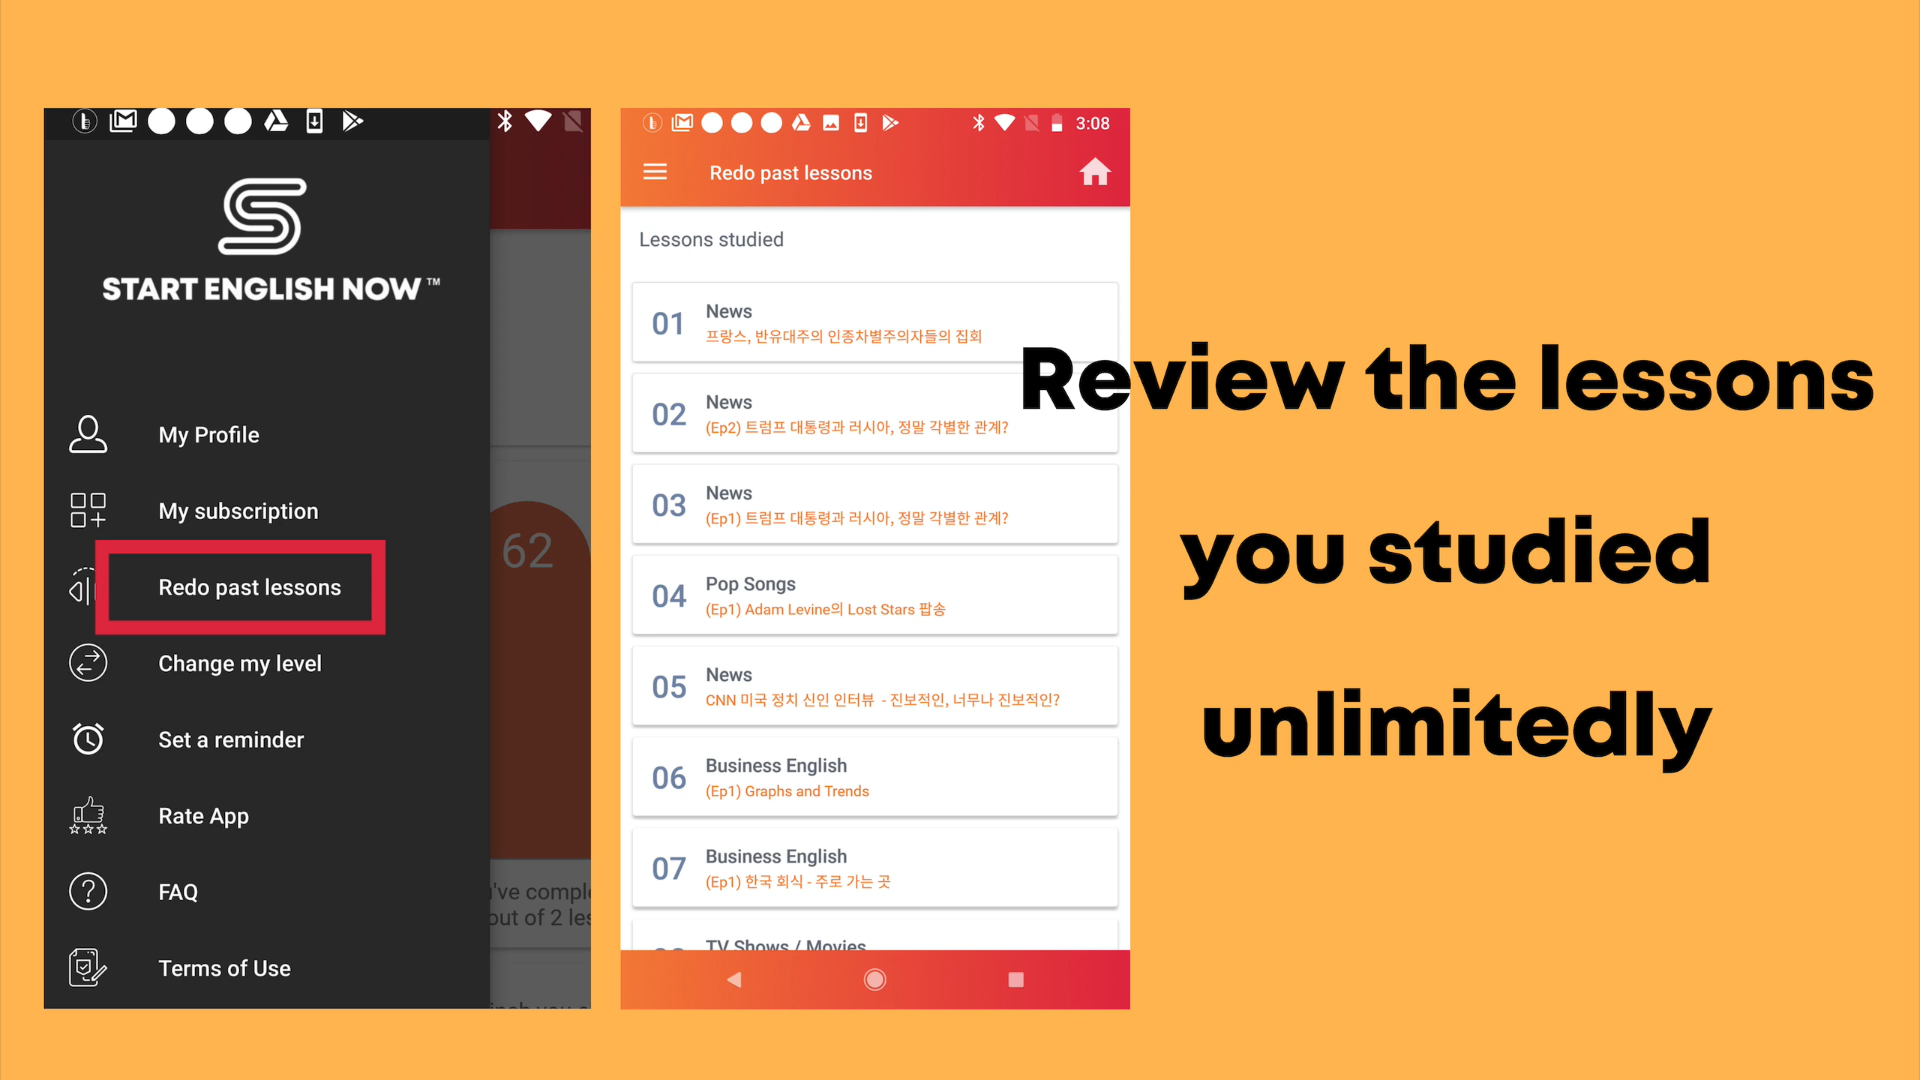 START ENGLISH NOW™
My Profile
My subscription
Redo past lessons
Change my level
Set a reminder
Rate App
FAQ
Terms of Use
62
've comple
out of 2 les
3:08
Redo past lessons
Lessons studied
01
News
프랑스, 반유대주의 인종차별주의자들의 집회
02
News
(Ep2) 트럼프 대통령과 러시아, 정말 각별한 관계?
03
News
(Ep1) 트럼프 대통령과 러시아, 정말 각별한 관계?
04
Pop Songs
(Ep1) Adam Levine의 Lost Stars 팝송
05
News
CNN 미국 정치 신인 인터뷰 - 진보적인, 너무나 진보적인?
06
Business English
(Ep1) Graphs and Trends
07
Business English
(Ep1) 한국 회식 - 주로 가는 곳
TV Shows / Movies
Review the lessons
you studied
unlimitedly